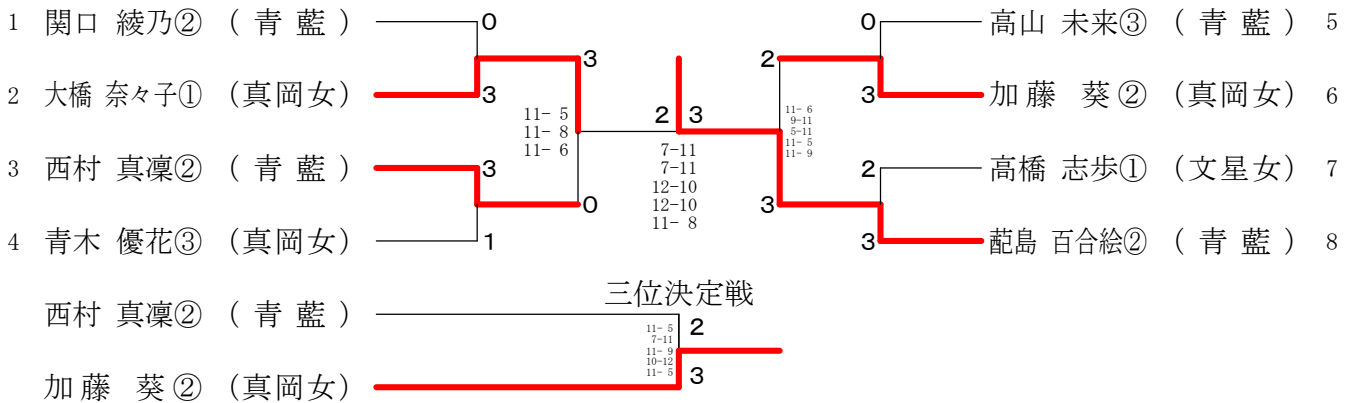 1 関口 綾乃② (青 藍) 0
0 高山 未来③ (青 藍) 5
3
2
2 大橋 奈々子① (真岡女) 3
3 加藤 葵② (真岡女) 6
11- 5
11- 8
11- 6
2 3
11- 6
9-11
5-11
11- 5
11- 9
7-11
7-11
12-10
12-10
11- 8
3 西村 真凜② (青 藍) 3
2 高橋 志歩① (文星女) 7
0
3
4 青木 優花③ (真岡女) 1
3 蓜島 百合絵② (青 藍) 8
三位決定戦
西村 真凜② (青 藍) 2
11- 5
7-11
11- 9
10-12
11- 5
加藤 葵② (真岡女) 3